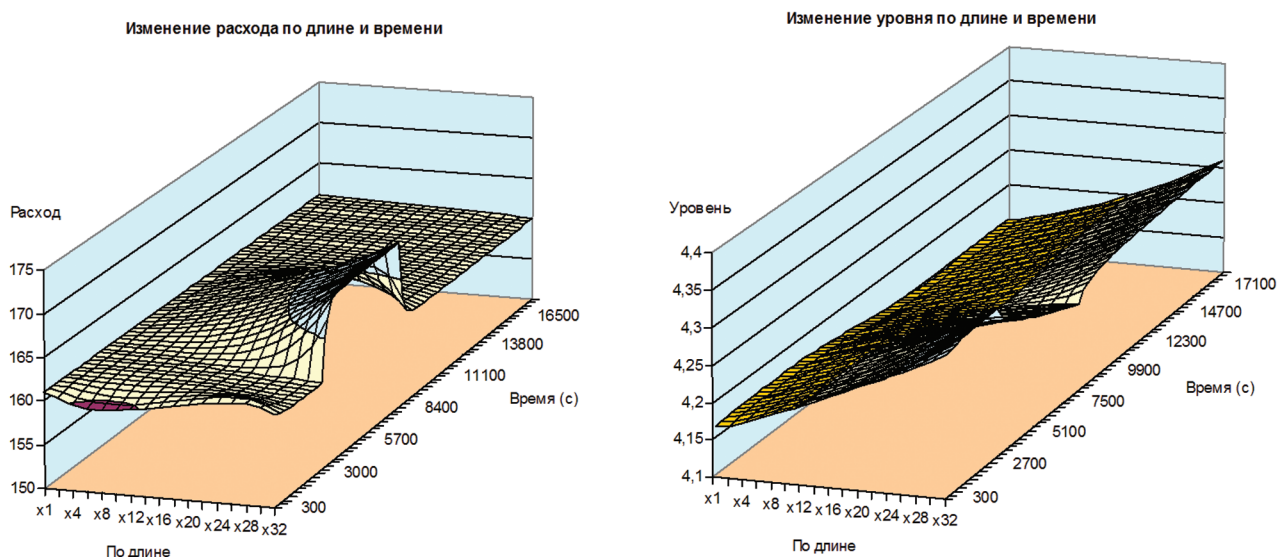 Изменение расхода по длине и времени
Расход
175
170
165
160
155
150
x1 x4 x8 x12 x16 x20 x24 x28 x32
По длине
300
3000
5700
8400
11100
13800
16500
Время (с)
Изменение уровня по длине и времени
Уровень
4,4
4,35
4,3
4,25
4,2
4,15
4,1
x1 x4 x8 x12 x16 x20 x24 x28 x32
По длине
300
2700
5100
7500
9900
12300
14700
17100
Время (с)